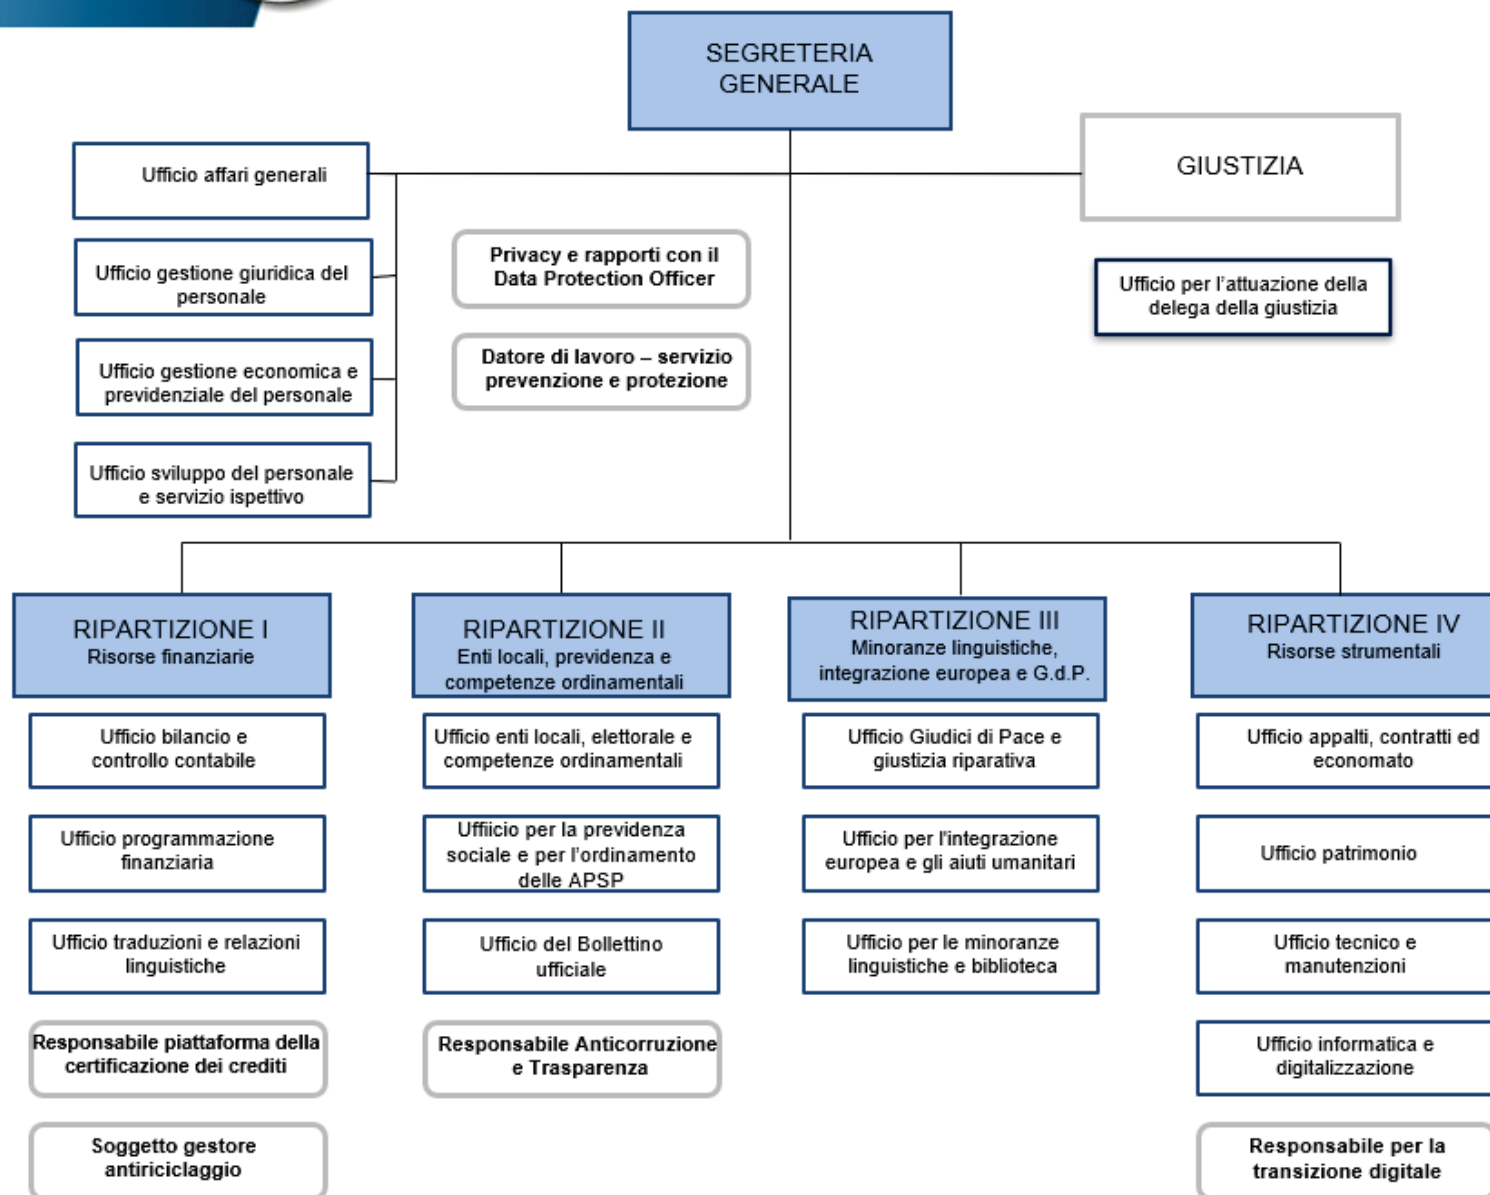 SEGRETERIA
GENERALE
GIUSTIZIA
Ufficio affari generali
Ufficio gestione giuridica del
personale
Ufficio gestione economica e
previdenziale del personale
Ufficio sviluppo del personale
e servizio ispettivo
Privacy e rapporti con il
Data Protection Officer
Datore di lavoro – servizio
prevenzione e protezione
Ufficio per l’attuazione della
delega della giustizia
RIPARTIZIONE I
Risorse finanziarie
Ufficio bilancio e
controllo contabile
Ufficio programmazione
finanziaria
Ufficio traduzioni e relazioni
linguistiche
Responsabile piattaforma della
certificazione dei crediti
Soggetto gestore
antiriciclaggio
RIPARTIZIONE II
Enti locali, previdenza e
competenze ordinamentali
Ufficio enti locali, elettorale e
competenze ordinamentali
Uffiicio per la previdenza
sociale e per l’ordinamento
delle APSP
Ufficio del Bollettino
ufficiale
Responsabile Anticorruzione
e Trasparenza
RIPARTIZIONE III
Minoranze linguistiche,
integrazione europea e G.d.P.
Ufficio Giudici di Pace e
giustizia riparativa
Ufficio per l'integrazione
europea e gli aiuti umanitari
Ufficio per le minoranze
linguistiche e biblioteca
RIPARTIZIONE IV
Risorse strumentali
Ufficio appalti, contratti ed
economato
Ufficio patrimonio
Ufficio tecnico e
manutenzioni
Ufficio informatica e
digitalizzazione
Responsabile per la
transizione digitale